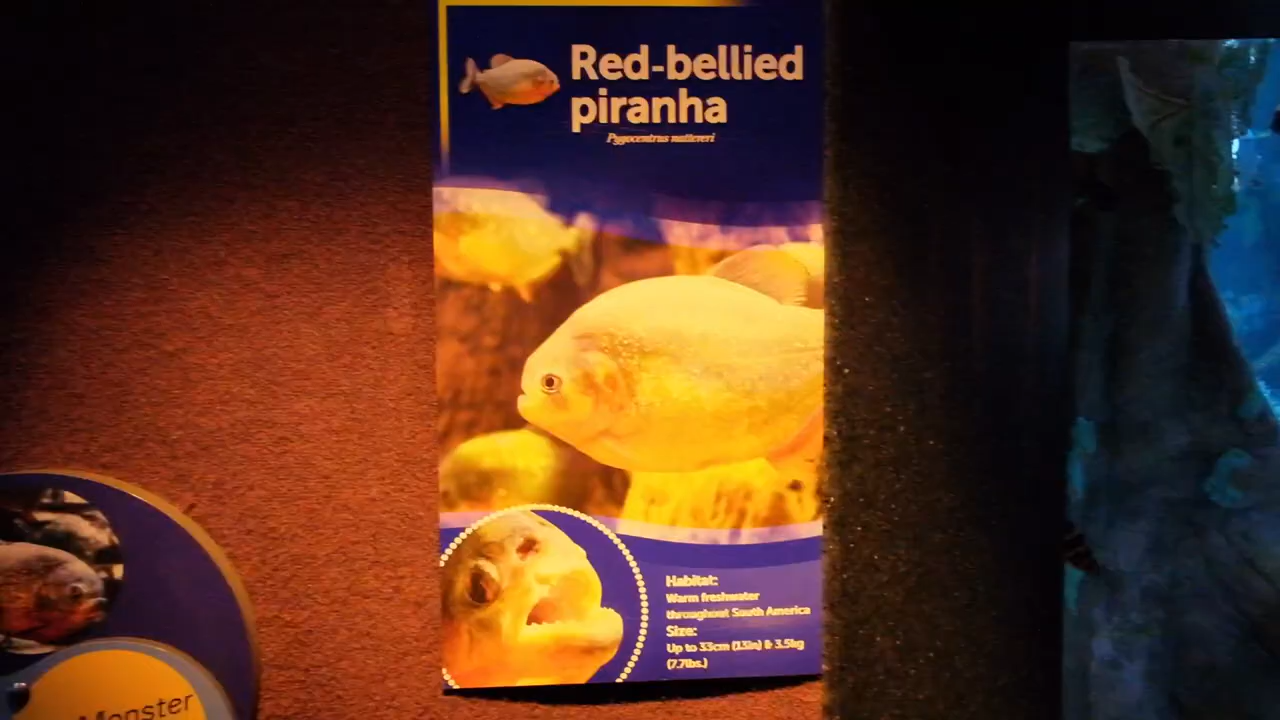 Red-bellied
piranha
Pygocentrus nattereri
Habitat:
Warm freshwater
throughout South America
Size:
Up to 33cm (13in) & 3.5kg
(7.7lbs.)
Monster